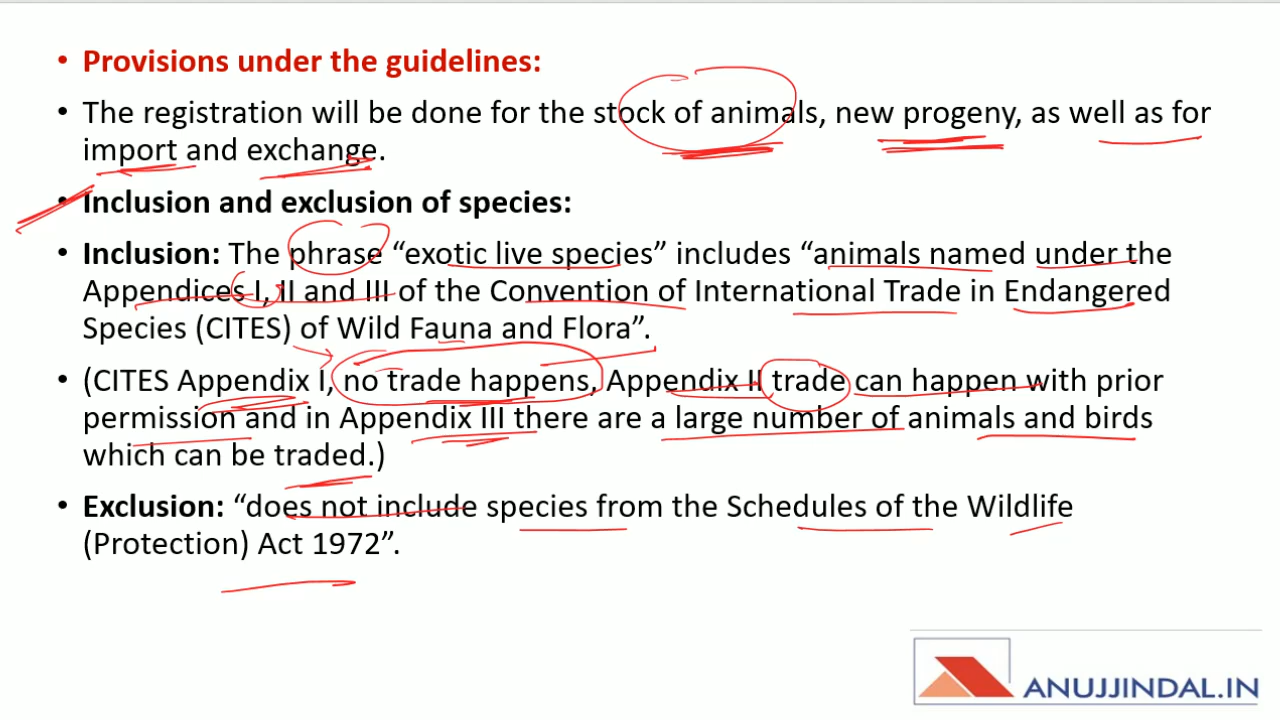 • Provisions under the guidelines:
• The registration will be done for the stock of animals, new progeny, as well as for
import and exchange.
• Inclusion and exclusion of species:
• Inclusion: The phrase “exotic live species” includes “animals named under the
Appendices I, II and III of the Convention of International Trade in Endangered
Species (CITES) of Wild Fauna and Flora”.
• (CITES Appendix I, no trade happens, Appendix II trade can happen with prior
permission and in Appendix III there are a large number of animals and birds
which can be traded.)
• Exclusion: “does not include species from the Schedules of the Wildlife
(Protection) Act 1972”.
ANUJJINDAL.IN